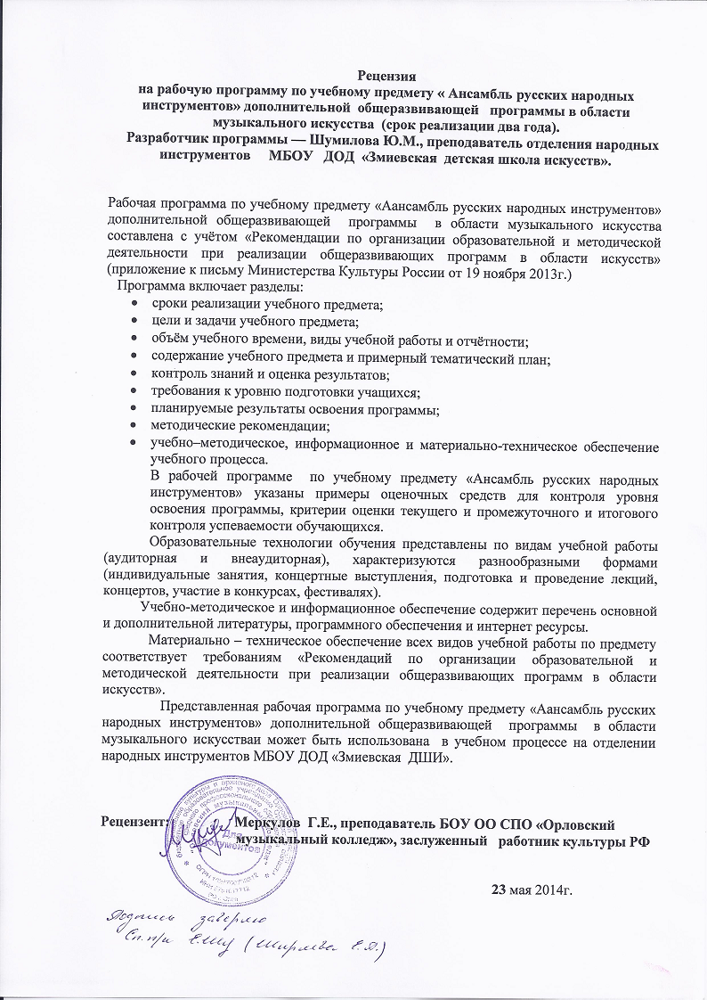 Рецензия
на рабочую программу по учебному предмету « Ансамбль русских народных
инструментов» дополнительной общеразвивающей программы в области
музыкального искусства (срок реализации два года).
Разработчик программы — Шумилова Ю.М., преподаватель отделения народных
инструментов МБОУ ДОД «Змиевская детская школа искусств».
Рабочая программа по учебному предмету «Аансамбль русских народных инструментов»
дополнительной общеразвивающей программы в области музыкального искусства
составлена с учётом «Рекомендации по организации образовательной и методической
деятельности при реализации общеразвивающих программ в области искусств»
(приложение к письму Министерства Культуры России от 19 ноября 2013г.)
Программа включает разделы:
• сроки реализации учебного предмета;
• цели и задачи учебного предмета;
• объём учебного времени, виды учебной работы и отчётности;
• содержание учебного предмета и примерный тематический план;
• контроль знаний и оценка результатов;
• требования к уровню подготовки учащихся;
• планируемые результаты освоения программы;
• методические рекомендации;
• учебно–методическое, информационное и материально-техническое обеспечение
учебного процесса.
В рабочей программе по учебному предмету «Ансамбль русских народных
инструментов» указаны примеры оценочных средств для контроля уровня
освоения программы, критерии оценки текущего и промежуточного и итогового
контроля успеваемости обучающихся.
Образовательные технологии обучения представлены по видам учебной работы
(аудиторная и внеаудиторная), характеризуются разнообразными формами
(индивидуальные занятия, концертные выступления, подготовка и проведение лекций,
концертов, участие в конкурсах, фестивалях).
Учебно-методическое и информационное обеспечение содержит перечень основной
и дополнительной литературы, программного обеспечения и интернет ресурсы.
Материально – техническое обеспечение всех видов учебной работы по предмету
соответствует требованиям «Рекомендаций по организации образовательной и
методической деятельности при реализации общеразвивающих программ в области
искусств».
Представленная рабочая программа по учебному предмету «Аансамбль русских
народных инструментов» дополнительной общеразвивающей программы в области
музыкального искусстваи может быть использована в учебном процессе на отделении
народных инструментов МБОУ ДОД «Змиевская ДШИ».
Рецензент: Меркулов Г.Е., преподаватель БОУ ОО СПО «Орловский
музыкальный колледж», заслуженный работник культуры РФ
Для
документов
23 мая 2014г.
Подпись заверяю